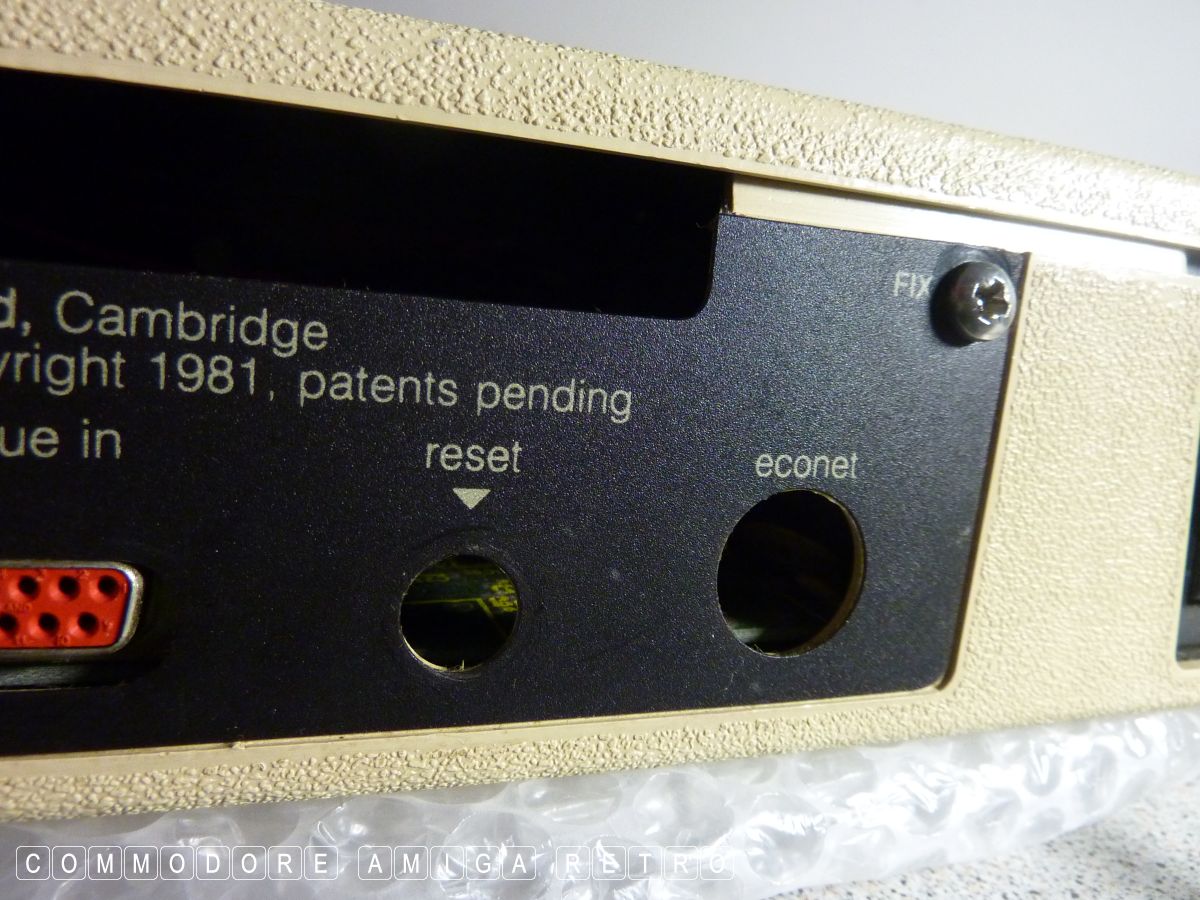 FIX
d, Cambridge
yright 1981, patents pending
ue in
reset
econet
COMMODORE AMIGA RETRO